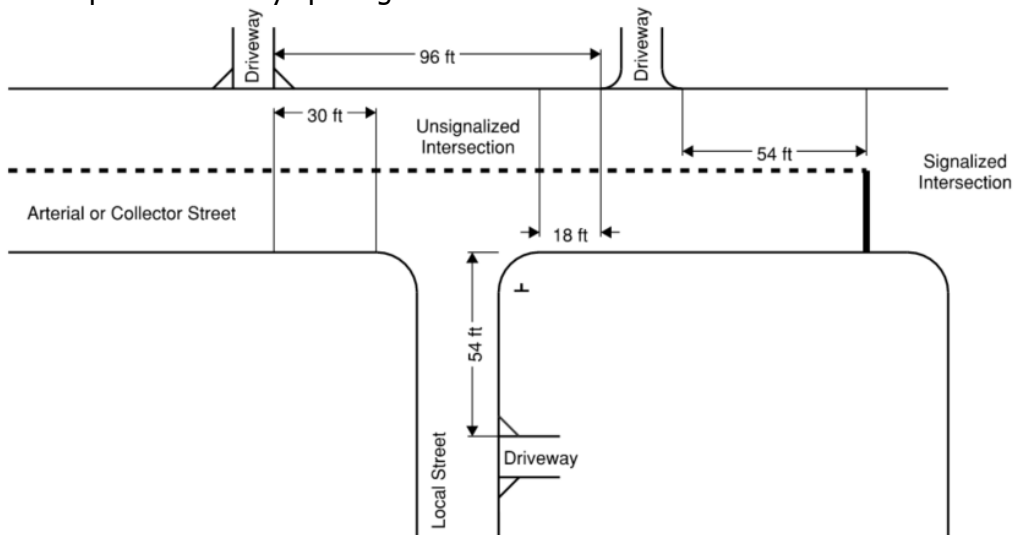 Driveway
96 ft
Driveway
30 ft
Unsignalized
Intersection
54 ft
Signalized
Intersection
Arterial or Collector Street
18 ft
54 ft
Local Street
Driveway